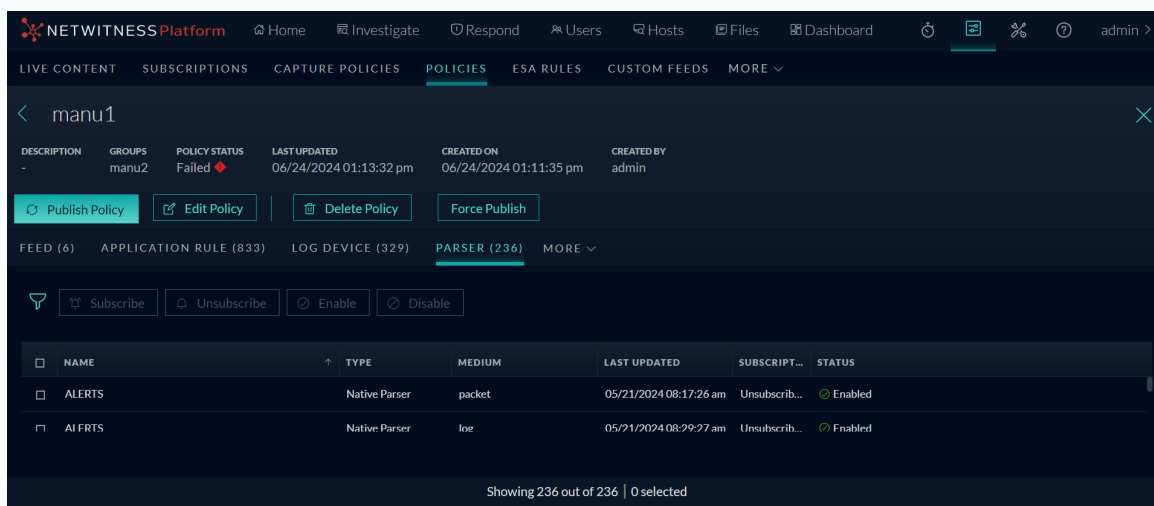 NETWITNESS Platform Home Investigate Respond Users Hosts Files Dashboard admin >
LIVE CONTENT SUBSCRIPTIONS CAPTURE POLICIES POLICIES ESA RULES CUSTOM FEEDS MORE
manu1
DESCRIPTION GROUPS POLICY STATUS LAST UPDATED CREATED ON CREATED BY
- manu2 Failed 06/24/2024 01:13:32 pm 06/24/2024 01:11:35 pm admin
Publish Policy Edit Policy Delete Policy Force Publish
FEED (6) APPLICATION RULE (833) LOG DEVICE (329) PARSER (236) MORE
Subscribe Unsubscribe Enable Disable
NAME TYPE MEDIUM LAST UPDATED SUBSCRIPT... STATUS
ALERTS Native Parser packet 05/21/2024 08:17:26 am Unsubscrib... Enabled
ALERTS Native Parser log 05/21/2024 08:29:27 am Unsubscrib... Enabled
Showing 236 out of 236 | 0 selected